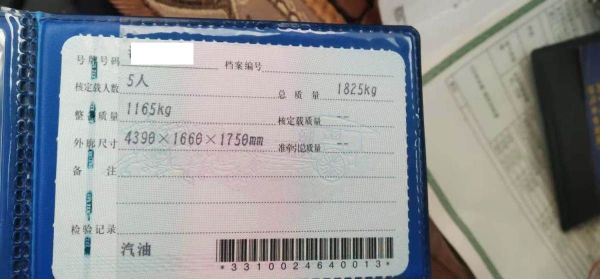 号牌号码 档案编号
核定载人数 5人 总质量 1825kg
整备质量 1165kg 核定载质量 --
外廓尺寸 4390×1660×1750mm 准牵引总质量 --
备注
检验记录
汽油
*3310024640013*